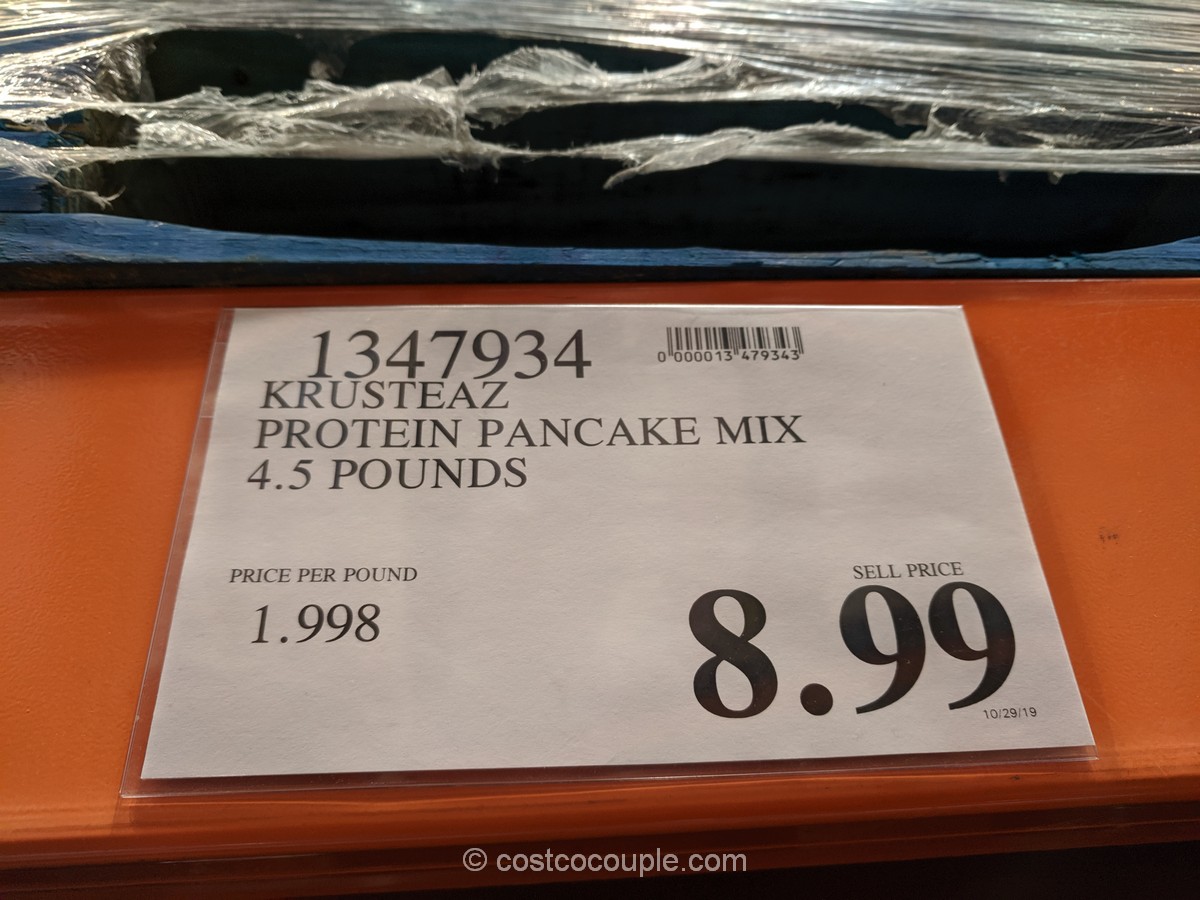 1347934
0 000013 479343
KRUSTEAZ
PROTEIN PANCAKE MIX
4.5 POUNDS
PRICE PER POUND
1.998
SELL PRICE
8.99
10/29/19
© costcocouple.com